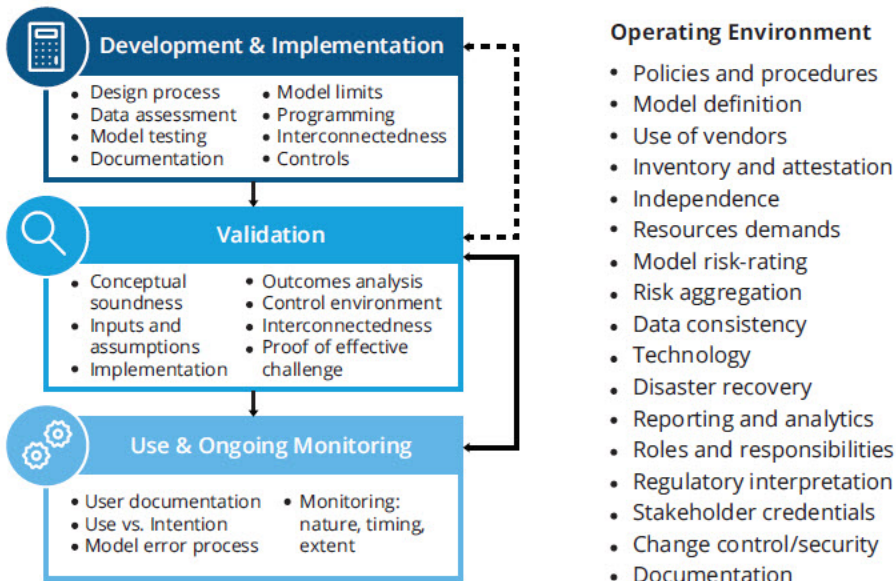 Development & Implementation
• Design process
• Data assessment
• Model testing
• Documentation
• Model limits
• Programming
• Interconnectedness
• Controls
Validation
• Conceptual
soundness
• Inputs and
assumptions
• Implementation
• Outcomes analysis
• Control environment
• Interconnectedness
• Proof of effective
challenge
Use & Ongoing Monitoring
• User documentation
• Use vs. Intention
• Model error process
• Monitoring:
nature, timing,
extent
Operating Environment
• Policies and procedures
• Model definition
• Use of vendors
• Inventory and attestation
• Independence
• Resources demands
• Model risk-rating
• Risk aggregation
• Data consistency
• Technology
• Disaster recovery
• Reporting and analytics
• Roles and responsibilities
• Regulatory interpretation
• Stakeholder credentials
• Change control/security
• Documentation